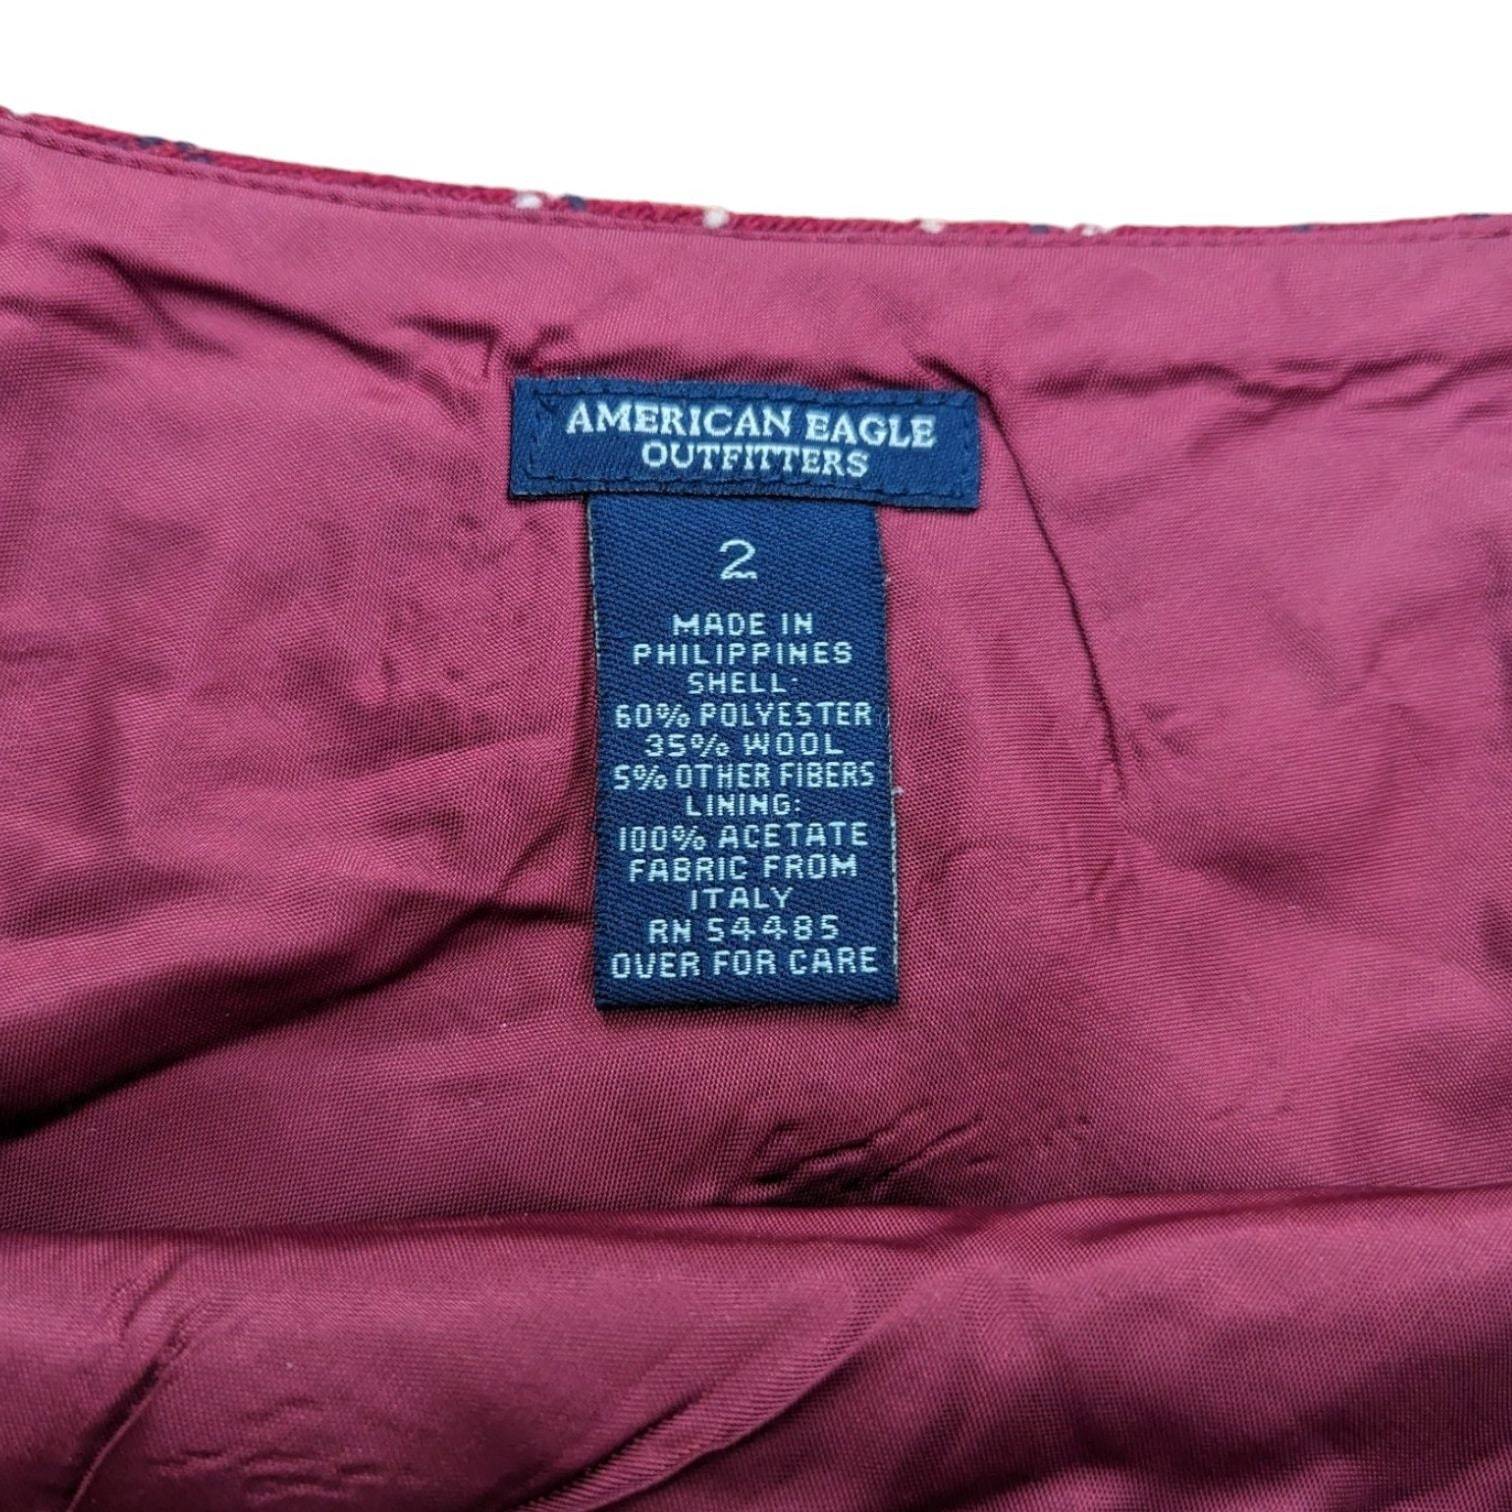 AMERICAN EAGLE
OUTFITTERS
2
MADE IN
PHILIPPINES
SHELL:
60% POLYESTER
35% WOOL
5% OTHER FIBERS
LINING:
100% ACETATE
FABRIC FROM
ITALY
RN 54485
OVER FOR CARE